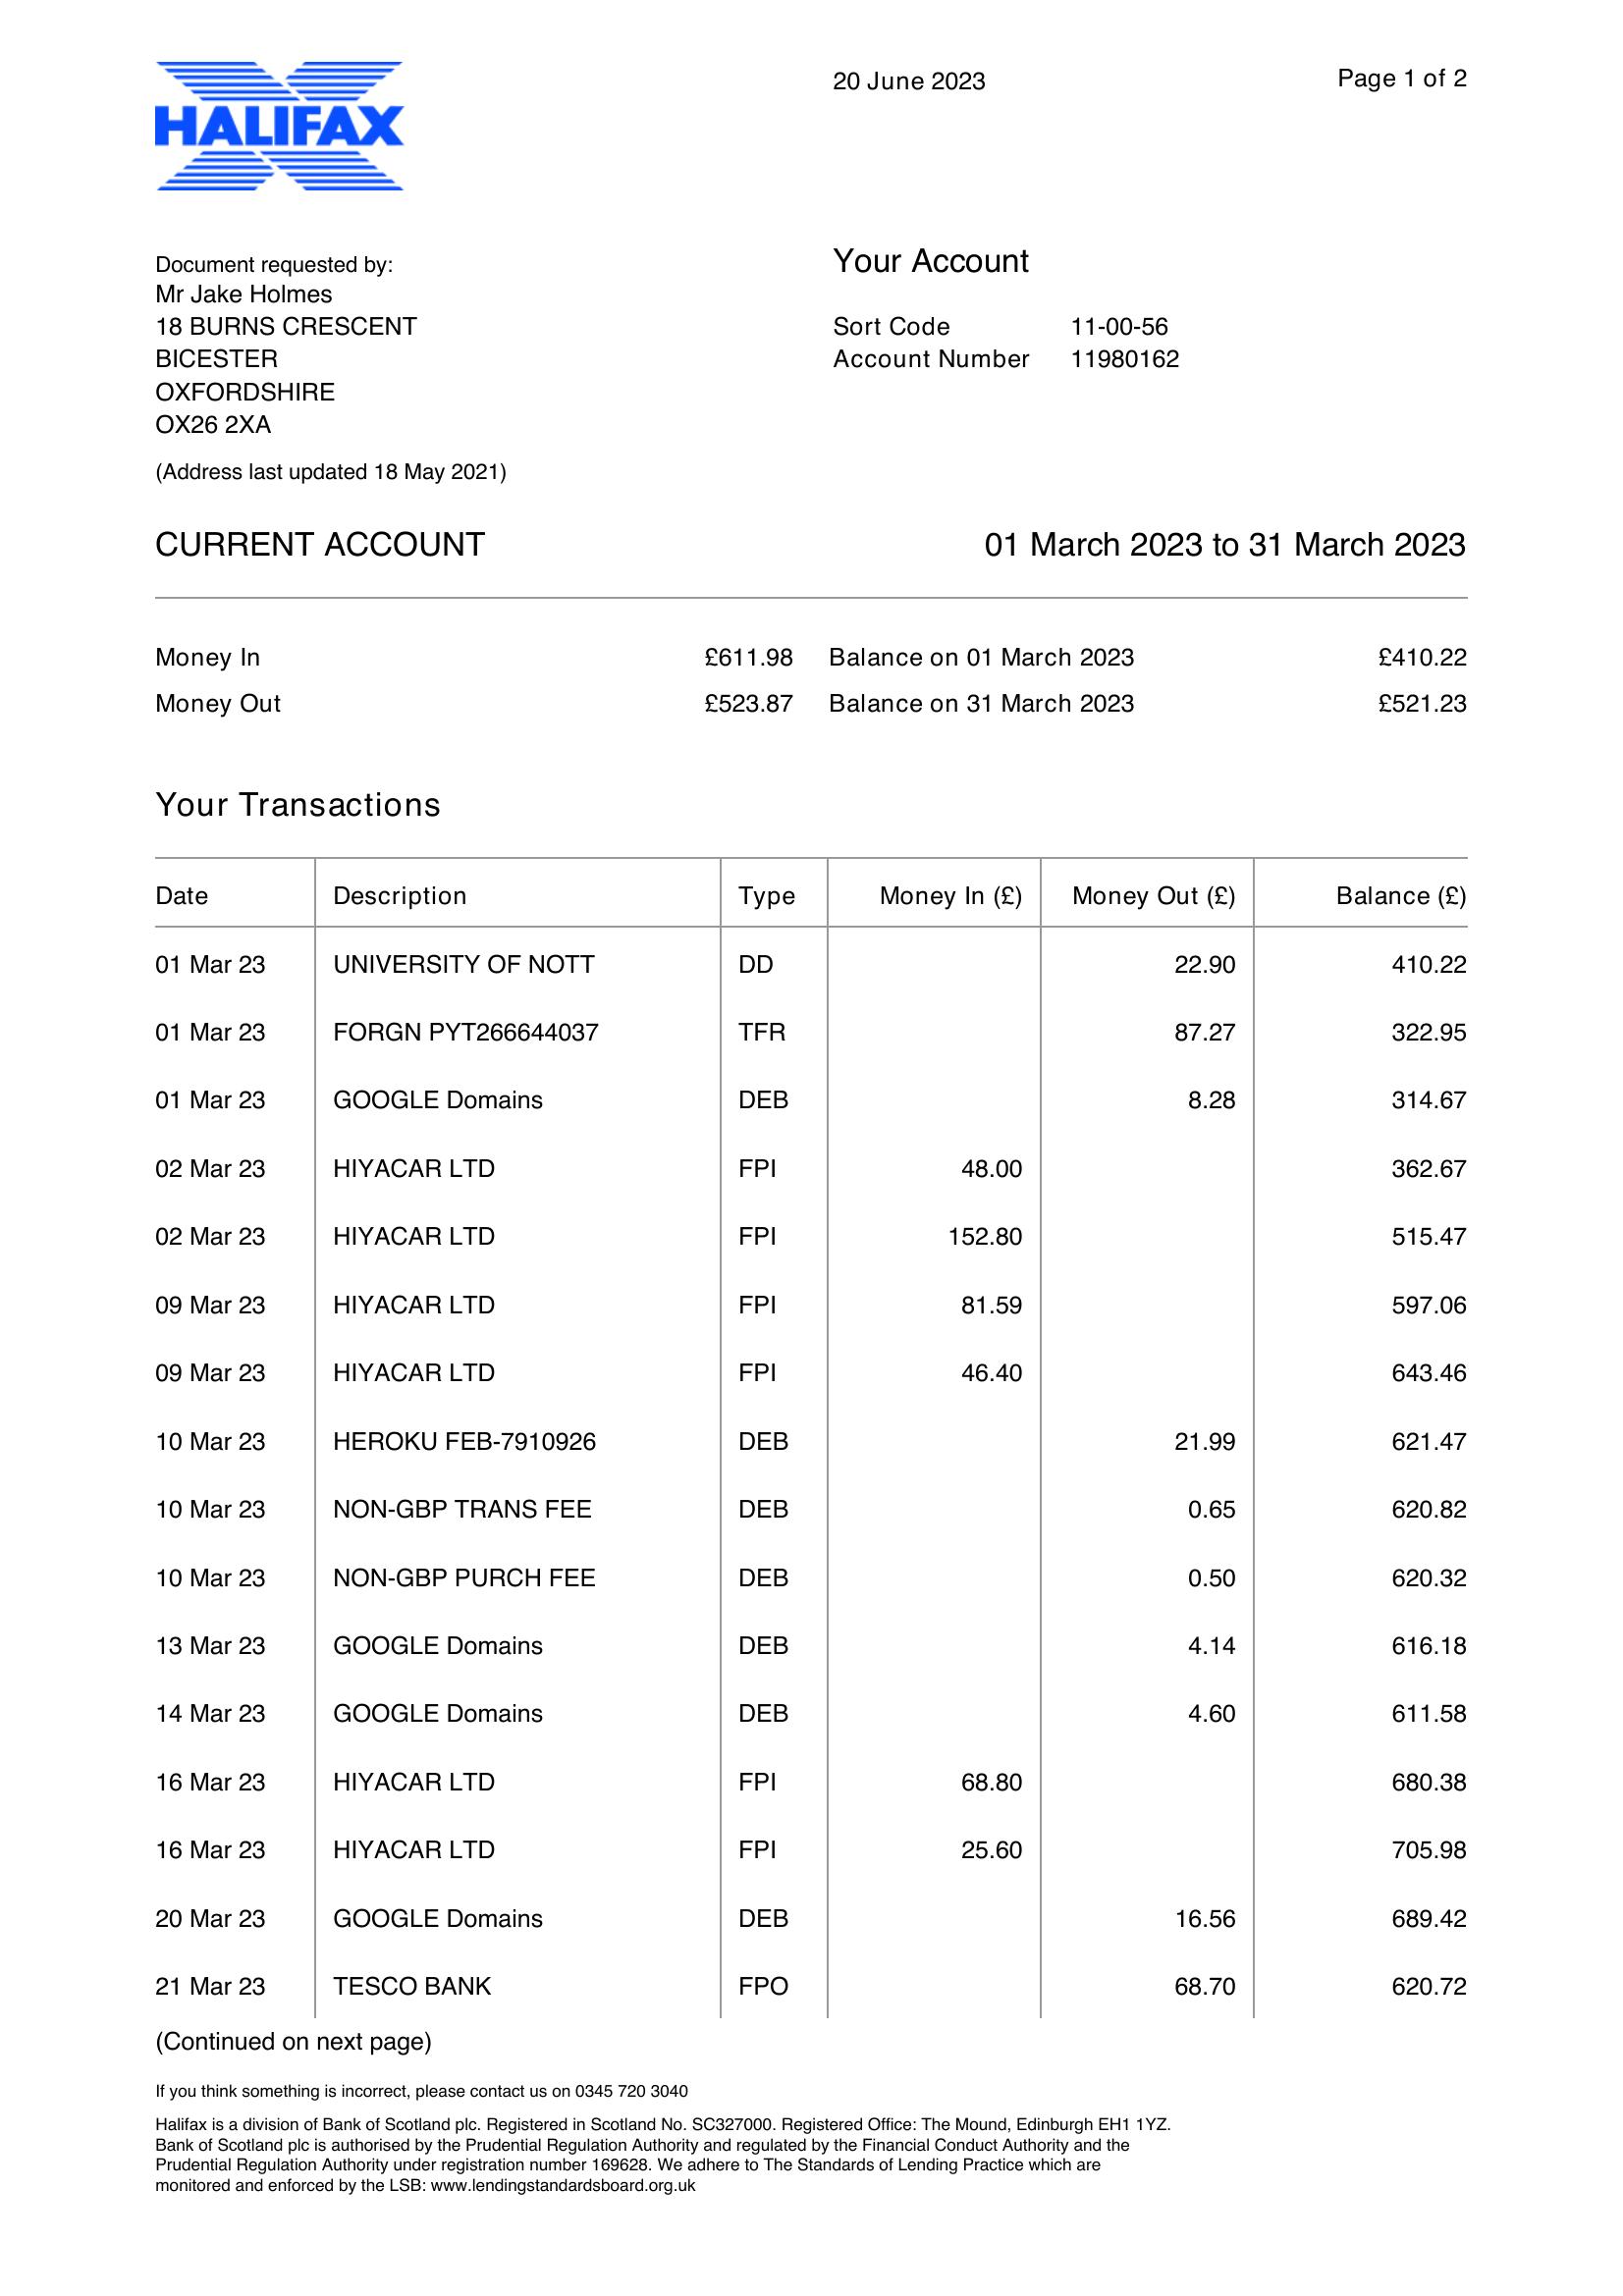 HALIFAX
20 June 2023
Page 1 of 2
Document requested by:
Mr Jake Holmes
18 BURNS CRESCENT
BICESTER
OXFORDSHIRE
OX26 2XA
(Address last updated 18 May 2021)
Your Account
Sort Code 11-00-56
Account Number 11980162
CURRENT ACCOUNT 01 March 2023 to 31 March 2023
Money In £611.98 Balance on 01 March 2023 £410.22
Money Out £523.87 Balance on 31 March 2023 £521.23
Your Transactions
Date Description Type Money In (£) Money Out (£) Balance (£)
01 Mar 23 UNIVERSITY OF NOTT DD 22.90 410.22
01 Mar 23 FORGN PYT266644037 TFR 87.27 322.95
01 Mar 23 GOOGLE Domains DEB 8.28 314.67
02 Mar 23 HIYACAR LTD FPI 48.00 362.67
02 Mar 23 HIYACAR LTD FPI 152.80 515.47
09 Mar 23 HIYACAR LTD FPI 81.59 597.06
09 Mar 23 HIYACAR LTD FPI 46.40 643.46
10 Mar 23 HEROKU FEB-7910926 DEB 21.99 621.47
10 Mar 23 NON-GBP TRANS FEE DEB 0.65 620.82
10 Mar 23 NON-GBP PURCH FEE DEB 0.50 620.32
13 Mar 23 GOOGLE Domains DEB 4.14 616.18
14 Mar 23 GOOGLE Domains DEB 4.60 611.58
16 Mar 23 HIYACAR LTD FPI 68.80 680.38
16 Mar 23 HIYACAR LTD FPI 25.60 705.98
20 Mar 23 GOOGLE Domains DEB 16.56 689.42
21 Mar 23 TESCO BANK FPO 68.70 620.72
(Continued on next page)
If you think something is incorrect, please contact us on 0345 720 3040
Halifax is a division of Bank of Scotland plc. Registered in Scotland No. SC327000. Registered Office: The Mound, Edinburgh EH1 1YZ.
Bank of Scotland plc is authorised by the Prudential Regulation Authority and regulated by the Financial Conduct Authority and the
Prudential Regulation Authority under registration number 169628. We adhere to The Standards of Lending Practice which are
monitored and enforced by the LSB: www.lendingstandardsboard.org.uk